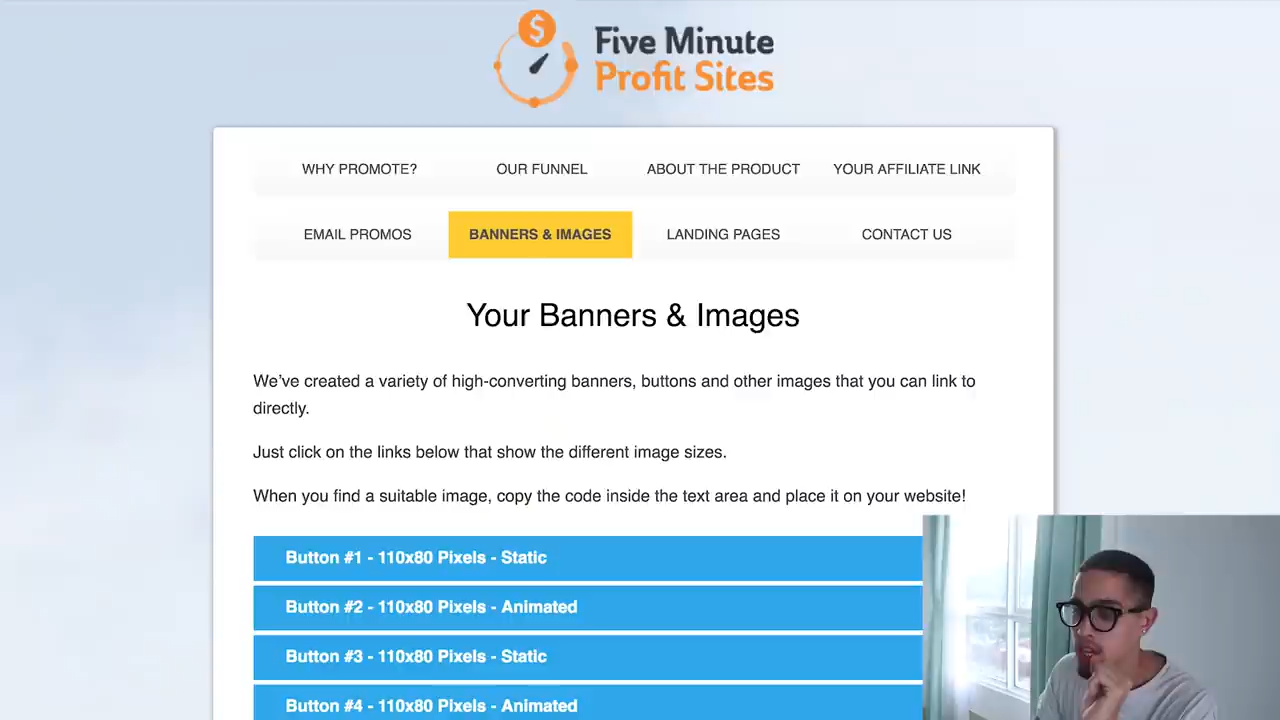 $
Five Minute
Profit Sites
WHY PROMOTE? OUR FUNNEL ABOUT THE PRODUCT YOUR AFFILIATE LINK
EMAIL PROMOS BANNERS & IMAGES LANDING PAGES CONTACT US
Your Banners & Images
We've created a variety of high-converting banners, buttons and other images that you can link to
directly.
Just click on the links below that show the different image sizes.
When you find a suitable image, copy the code inside the text area and place it on your website!
Button #1 - 110x80 Pixels - Static
Button #2 - 110x80 Pixels - Animated
Button #3 - 110x80 Pixels - Static
Button #4 - 110x80 Pixels - Animated